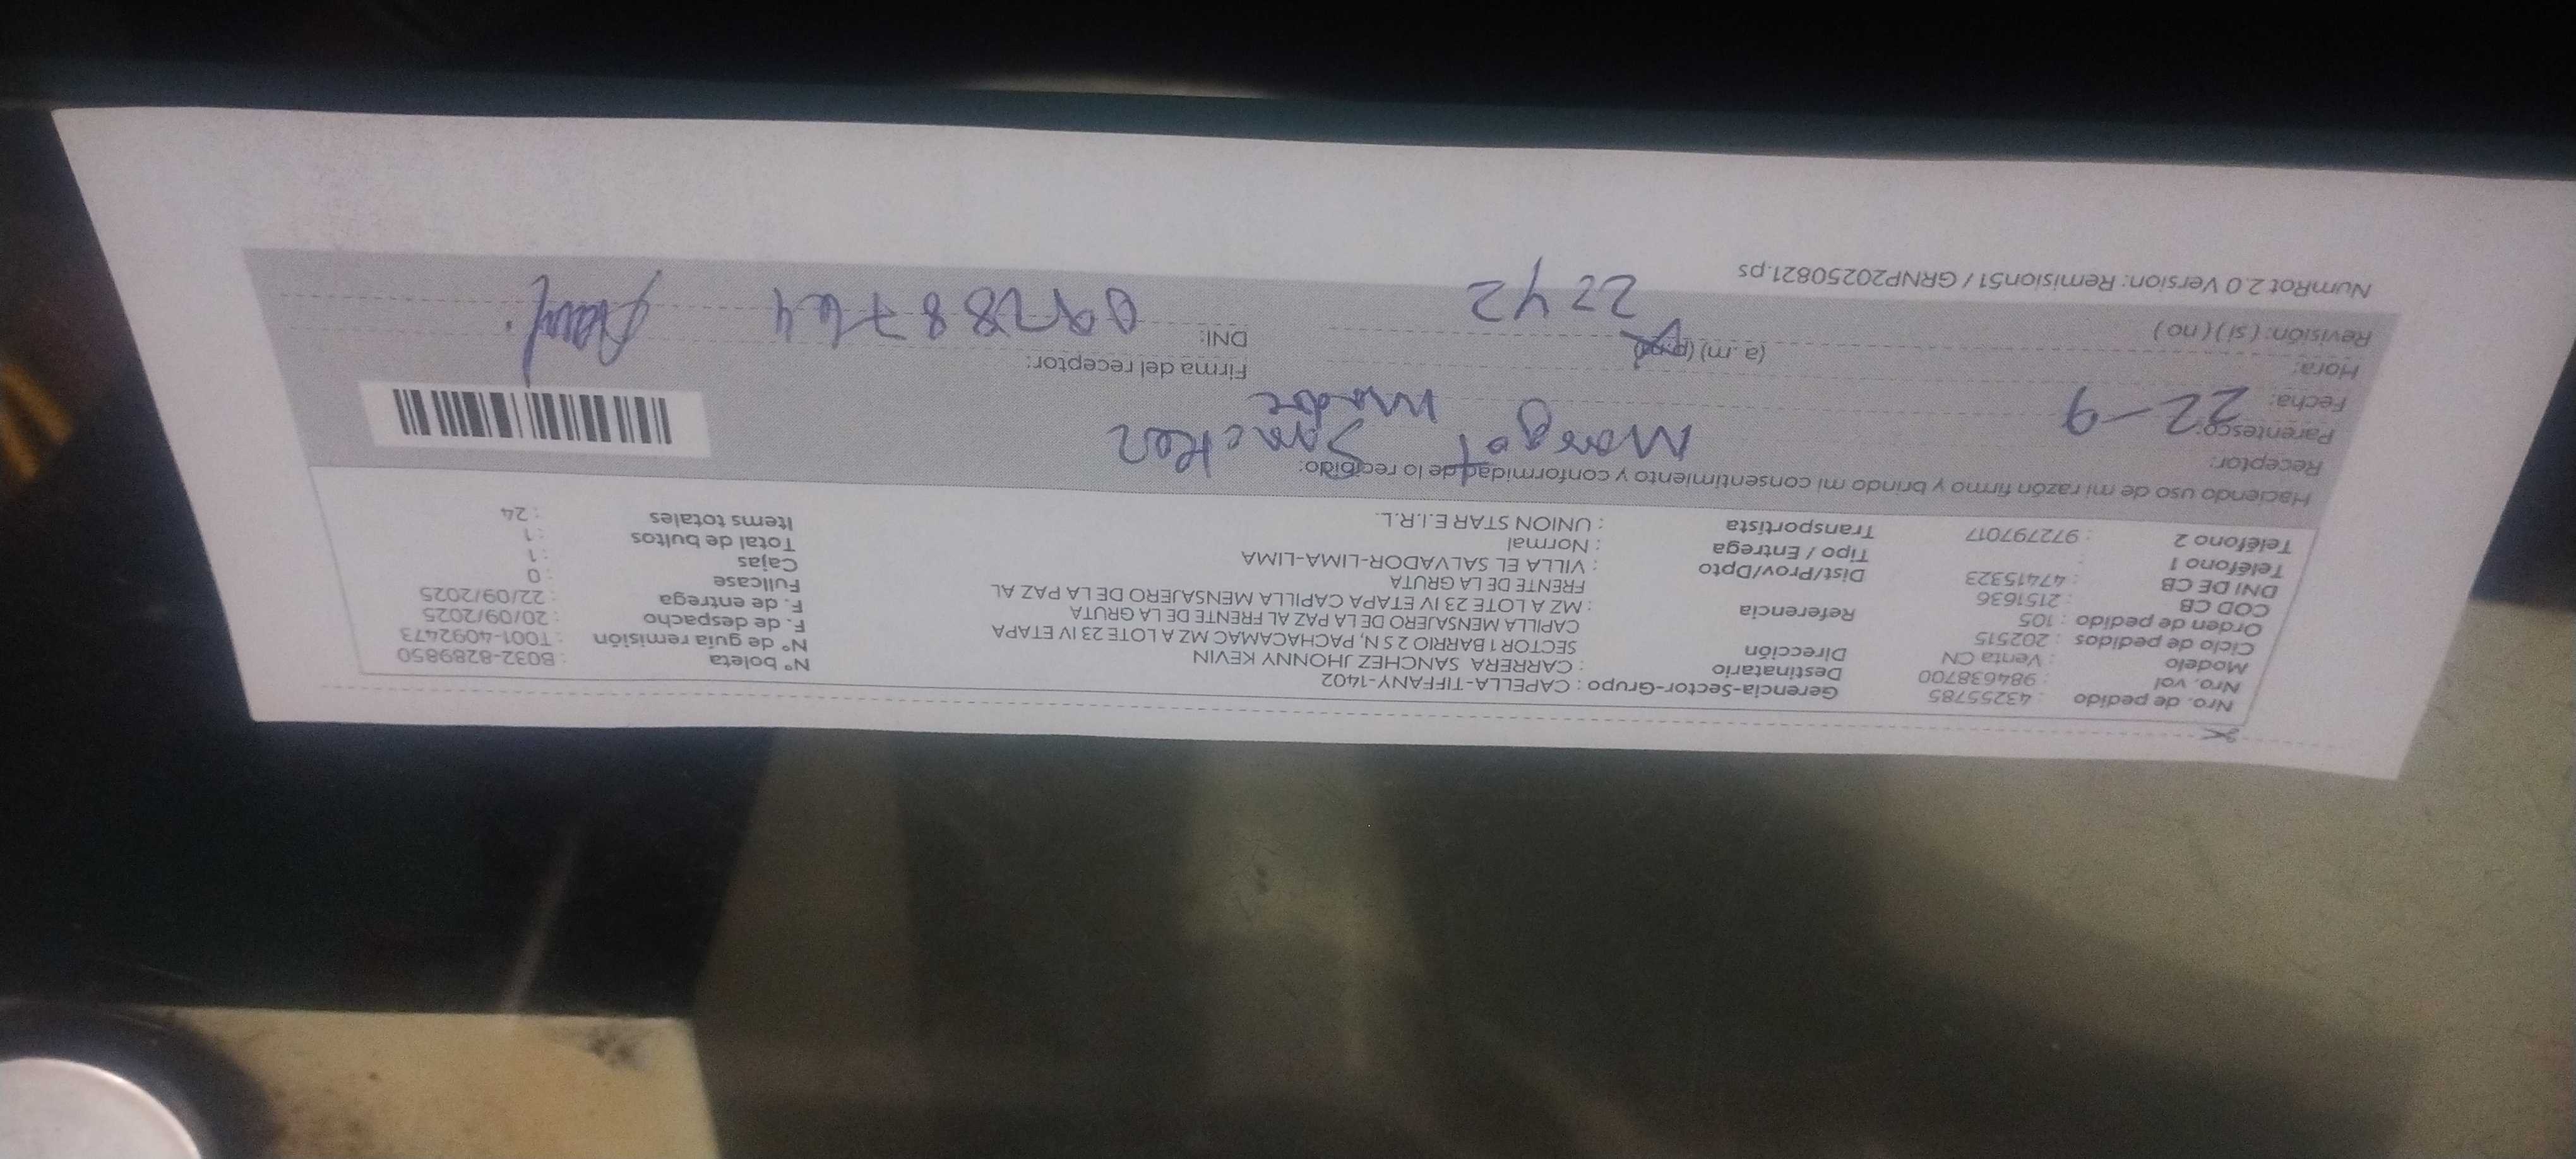 Nro. de pedido : 43255785
Nro. vol : 984638700
Modelo : Venta CN
Ciclo de pedidos : 202515
Orden de pedido : 105
COD CB : 2151636
DNI DE CB : 47415323
Teléfono 1 :
Teléfono 2 : 972797017
Gerencia-Sector-Grupo : CAPELLA-TIFFANY-1402
Destinatario : CARRERA SANCHEZ JHONNY KEVIN
Dirección SECTOR 1 BARRIO 2 S N, PACHACAMAC MZ A LOTE 23 IV ETAPA
CAPILLA MENSAJERO DE LA PAZ AL FRENTE DE LA GRUTA
Referencia : MZ A LOTE 23 IV ETAPA CAPILLA MENSAJERO DE LA PAZ AL
FRENTE DE LA GRUTA
Dist/Prov/Dpto : VILLA EL SALVADOR-LIMA-LIMA
Tipo / Entrega : Normal
Transportista : UNION STAR E.I.R.L.
N° boleta : B032-8289850
N° de guía remisión : T001-4092473
F. de despacho : 20/09/2025
F. de entrega : 22/09/2025
Fullcase : 0
Cajas : 1
Total de bultos : 1
Items totales : 24
Haciendo uso de mi razón firmo y brindo mi consentimiento y conformidad de lo recibido:
Receptor: Margot Sanchez
Parentesco: madre
Fecha: 22-9
Hora: (a. m) (p.m)
2242
Revisión: ( si ) ( no )
Firma del receptor:
DNI: 09288764
NumRot 2.0 Version: Remision51 / GRNP20250821.ps